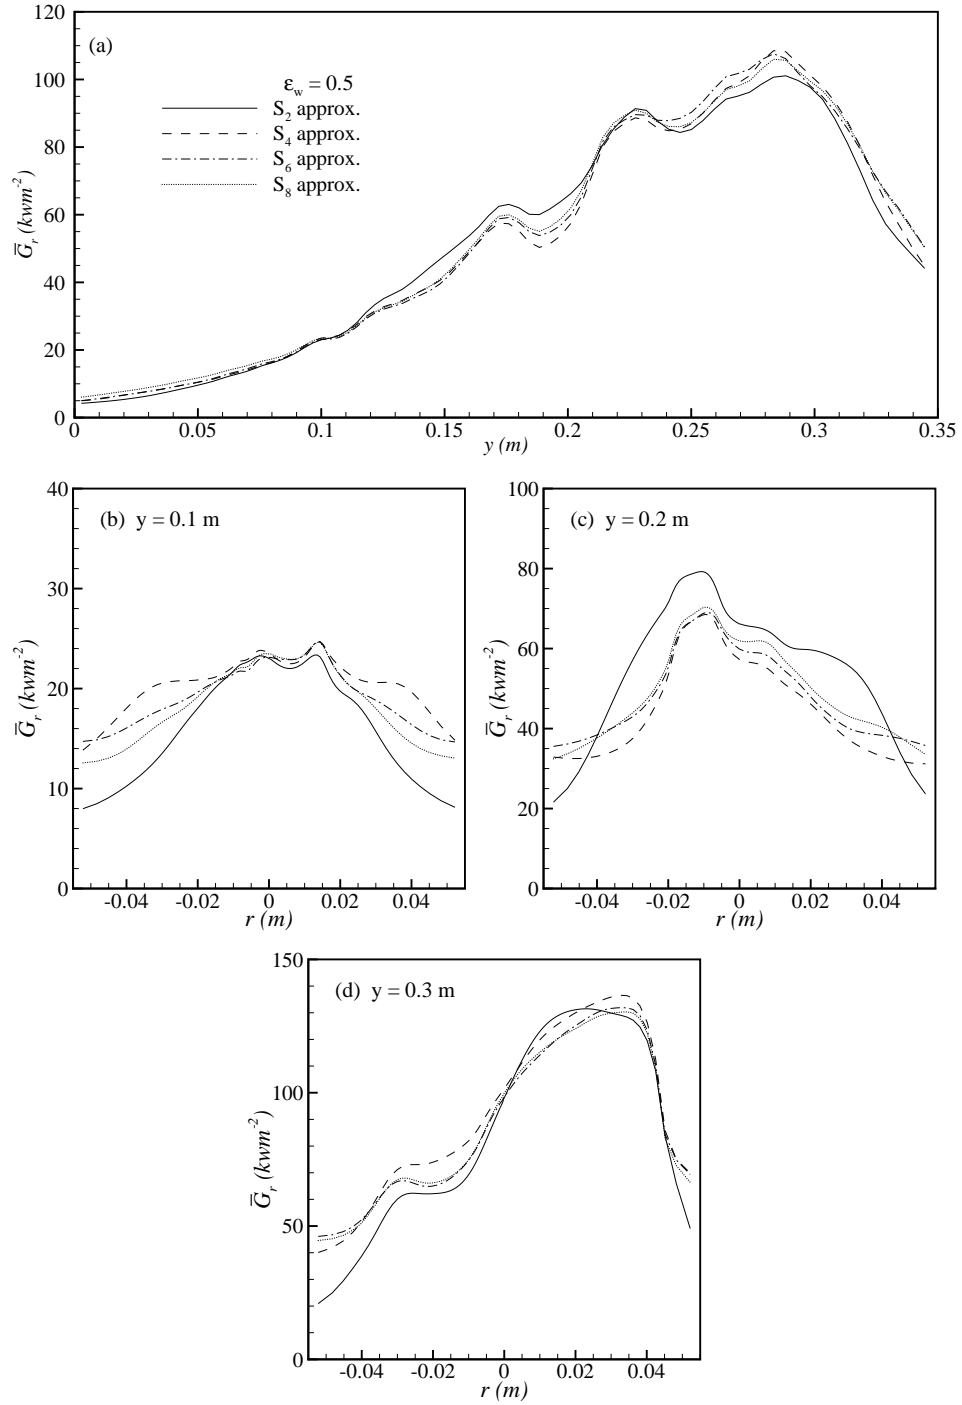 120
(a)
100
ε_w = 0.5
S_2 approx.
S_4 approx.
S_6 approx.
S_8 approx.
80
60
40
20
0
G̅_r (kwm^-2)
0 0.05 0.1 0.15 0.2 0.25 0.3 0.35
y (m)
40
(b) y = 0.1 m
30
20
10
0
G̅_r (kwm^-2)
-0.04 -0.02 0 0.02 0.04
r (m)
100
(c) y = 0.2 m
80
60
40
20
0
G̅_r (kwm^-2)
-0.04 -0.02 0 0.02 0.04
r (m)
150
(d) y = 0.3 m
100
50
0
G̅_r (kwm^-2)
-0.04 -0.02 0 0.02 0.04
r (m)